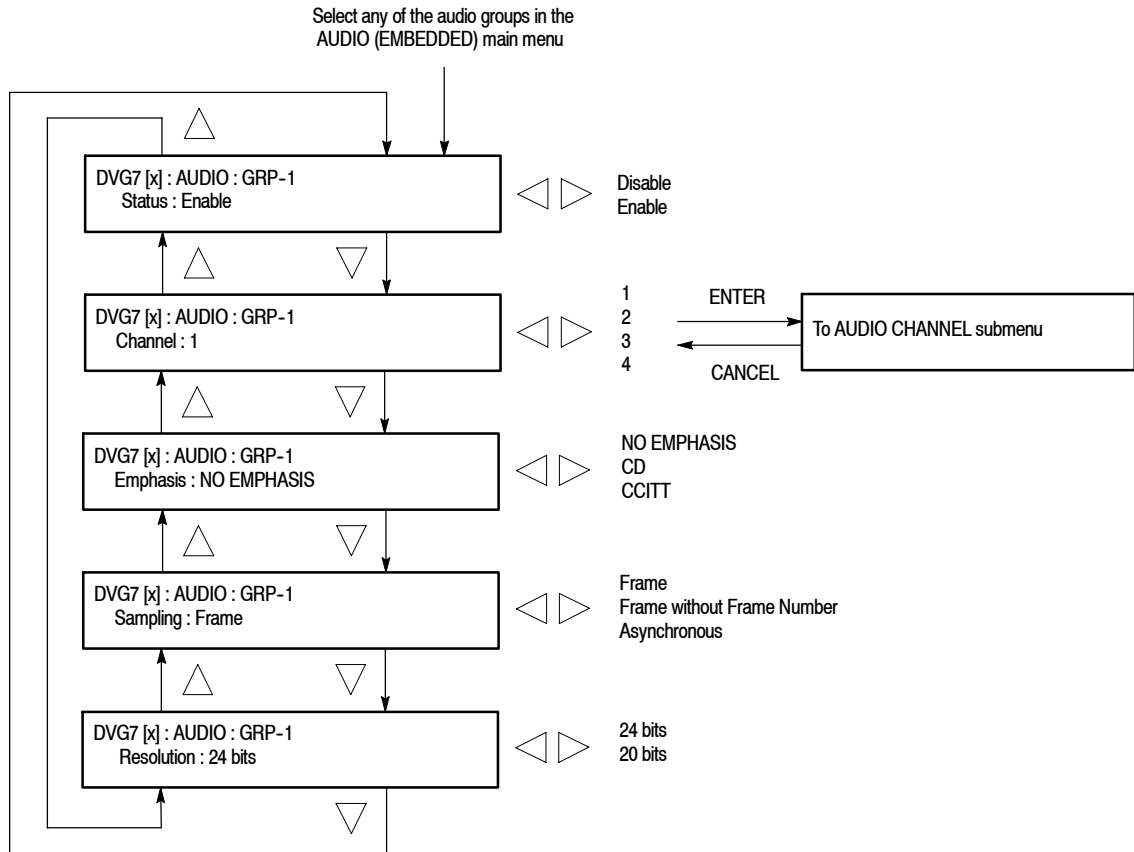 Select any of the audio groups in the
AUDIO (EMBEDDED) main menu
DVG7 [x] : AUDIO : GRP-1
Status : Enable
Disable
Enable
DVG7 [x] : AUDIO : GRP-1
Channel : 1
1
2
3
4
ENTER
CANCEL
To AUDIO CHANNEL submenu
DVG7 [x] : AUDIO : GRP-1
Emphasis : NO EMPHASIS
NO EMPHASIS
CD
CCITT
DVG7 [x] : AUDIO : GRP-1
Sampling : Frame
Frame
Frame without Frame Number
Asynchronous
DVG7 [x] : AUDIO : GRP-1
Resolution : 24 bits
24 bits
20 bits